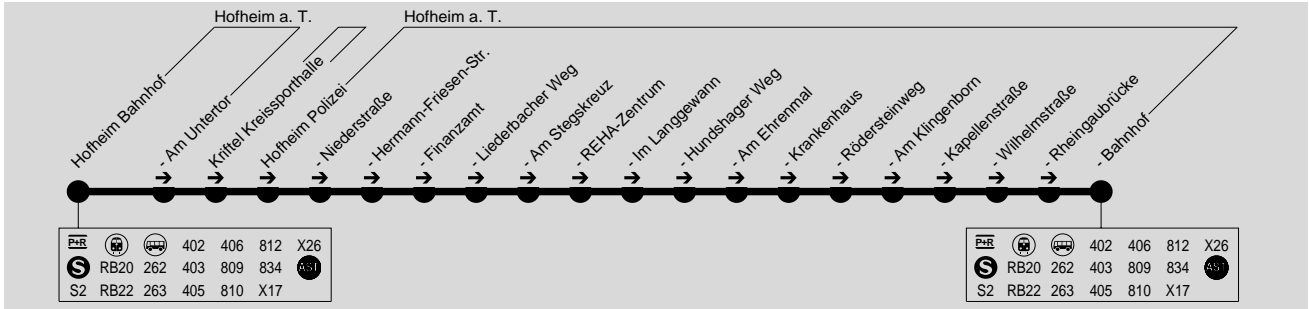 Hofheim a. T.
Hofheim a. T.
Hofheim Bahnhof
- Am Untertor
Kriftel Kreissporthalle
Hofheim Polizei
- Niederstraße
- Hermann-Friesen-Str.
- Finanzamt
- Liederbacher Weg
- Am Stegskreuz
- REHA-Zentrum
- Im Langgewann
- Hundshager Weg
- Am Ehrenmal
- Krankenhaus
- Rödersteinweg
- Am Klingenborn
- Kapellenstraße
- Wilhelmstraße
- Rheingaubrücke
- Bahnhof
P+R 402 406 812 X26
S RB20 262 403 809 834 AST
S2 RB22 263 405 810 X17
P+R 402 406 812 X26
S RB20 262 403 809 834 AST
S2 RB22 263 405 810 X17